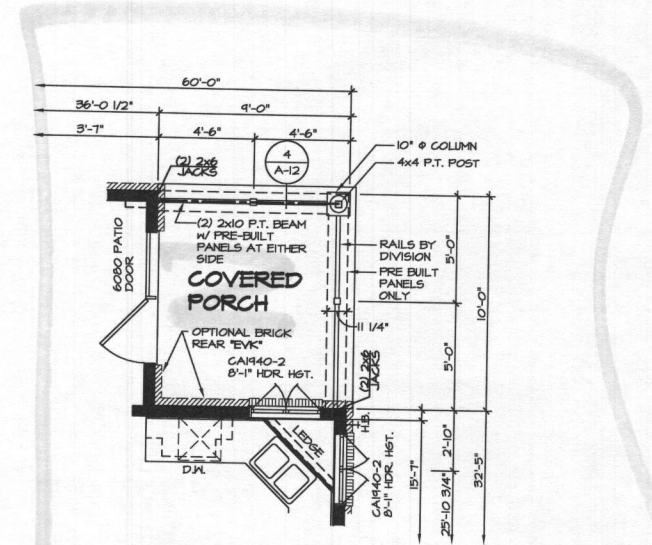 60'-0"
36'-0 1/2"
9'-0"
3'-7"
4'-6"
4'-6"
10" Φ COLUMN
4
A-12
4x4 P.T. POST
(2) 2x6
JACKS
(2) 2x10 P.T. BEAM
W/ PRE-BUILT
PANELS AT EITHER
SIDE
6080 PATIO
DOOR
RAILS BY
DIVISION
PRE BUILT
PANELS
ONLY
5'-0"
10'-0"
COVERED
PORCH
11 1/4"
OPTIONAL BRICK
REAR "EVK"
5'-0"
CA1940-2
8'-1" HDR. HGT.
(2) 2x6
JACKS
H.B.
LEDGE
D.W.
CA1940-2
8'-1" HDR. HGT.
15'-7"
2'-10"
25'-10 3/4"
32'-5"